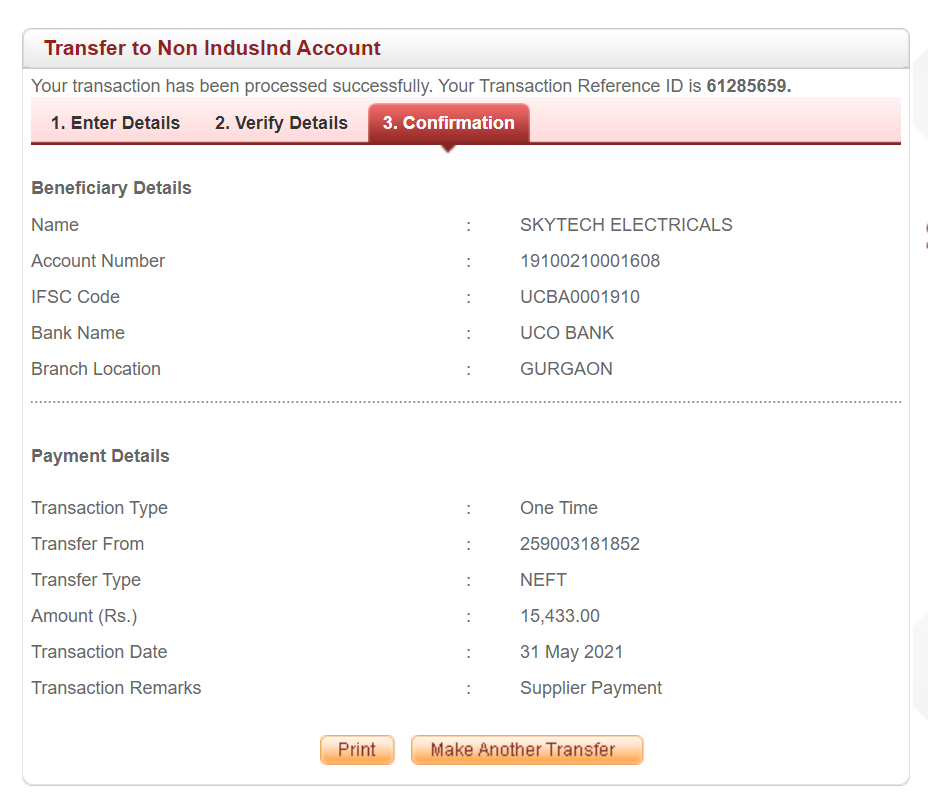 Transfer to Non IndusInd Account
Your transaction has been processed successfully. Your Transaction Reference ID is 61285659.
1. Enter Details 2. Verify Details 3. Confirmation
Beneficiary Details
Name : SKYTECH ELECTRICALS
Account Number : 19100210001608
IFSC Code : UCBA0001910
Bank Name : UCO BANK
Branch Location : GURGAON
Payment Details
Transaction Type : One Time
Transfer From : 259003181852
Transfer Type : NEFT
Amount (Rs.) : 15,433.00
Transaction Date : 31 May 2021
Transaction Remarks : Supplier Payment
Print Make Another Transfer